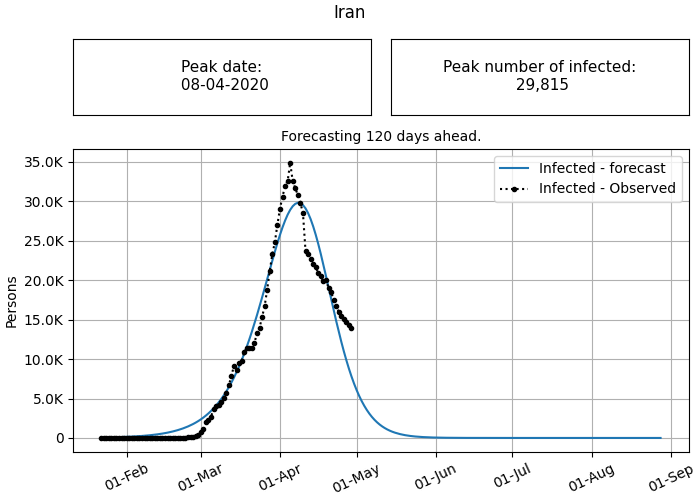 Iran
Peak date:
08-04-2020
Peak number of infected:
29,815
Forecasting 120 days ahead.
Infected - forecast
Infected - Observed
35.0K
30.0K
25.0K
20.0K
15.0K
10.0K
5.0K
0
Persons
01-Feb
01-Mar
01-Apr
01-May
01-Jun
01-Jul
01-Aug
01-Sep